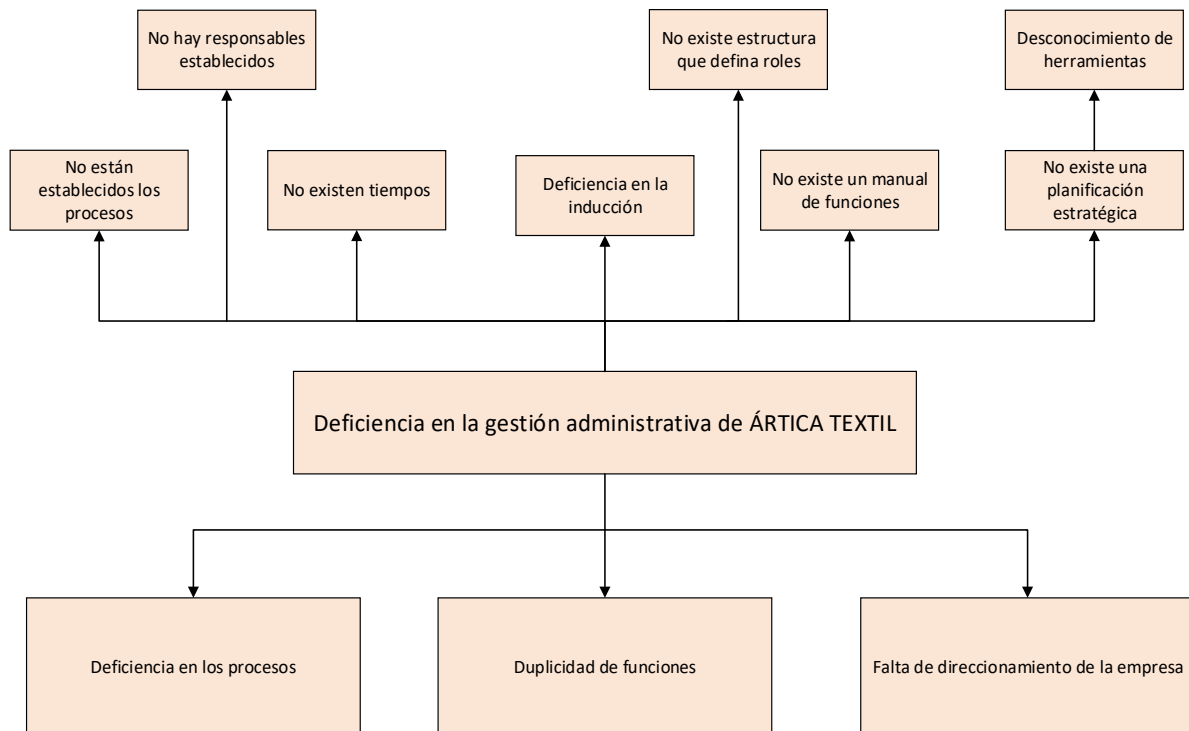 No hay responsables
establecidos
No existe estructura
que defina roles
Desconocimiento de
herramientas
No están
establecidos los
procesos
No existen tiempos
Deficiencia en la
inducción
No existe un manual
de funciones
No existe una
planificación
estratégica
Deficiencia en la gestión administrativa de ÁRTICA TEXTIL
Deficiencia en los procesos
Duplicidad de funciones
Falta de direccionamiento de la empresa